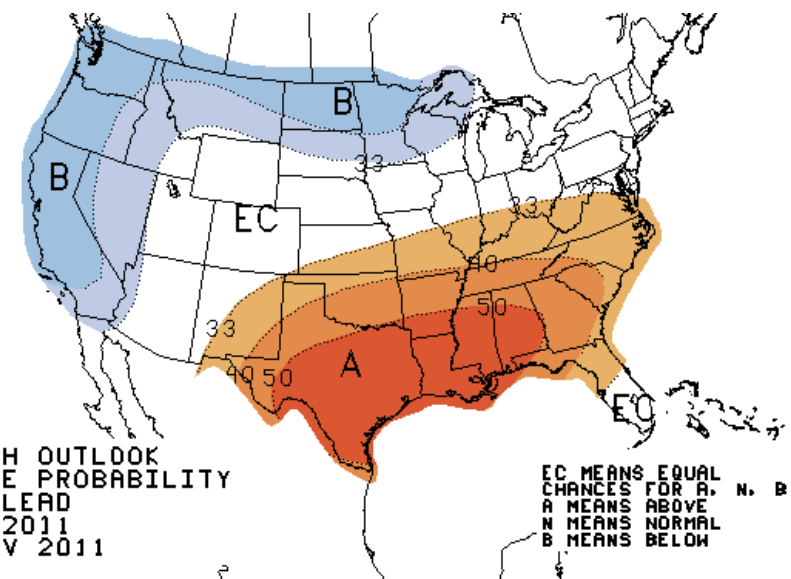 B
33
B
EC
33
40
50
33
A
40 50
EC
H OUTLOOK
E PROBABILITY
LEAD
2011
V 2011
EC MEANS EQUAL
CHANCES FOR A, N, B
A MEANS ABOVE
N MEANS NORMAL
B MEANS BELOW